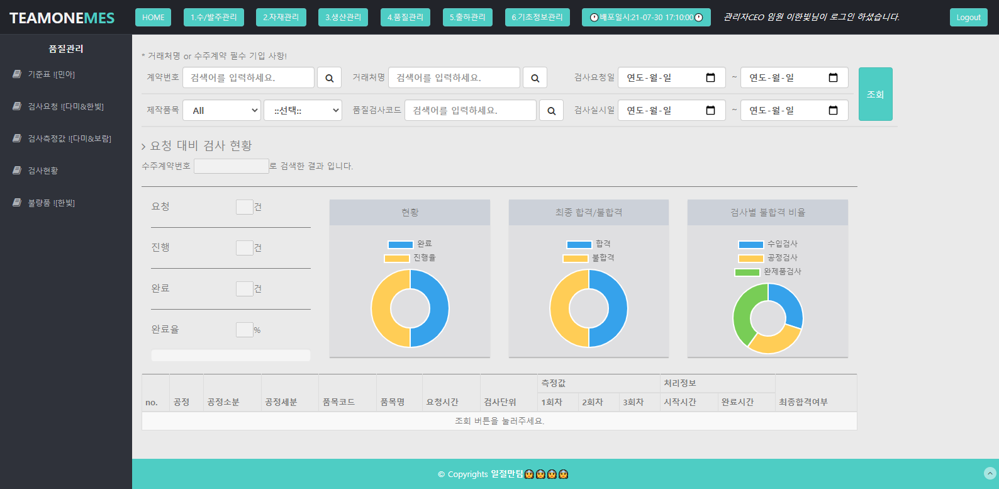 TEAMONEMES HOME 1.수/발주관리 2.자재관리 3.생산관리 4.품질관리 5.출하관리 6.기초정보관리 🕐배포일시:21-07-30 17:10:00🕐 관리자CEO 임원 이한빛님이 로그인 하셨습니다. Logout
품질관리
기준표 ![민아]
검사요청 ![다미&한빛]
검사측정값 ![다미&보람]
검사현황
불량품 ![한빛]
* 거래처명 or 수주계약 필수 기입 사항!
계약번호 검색어를 입력하세요. 거래처명 검색어를 입력하세요. 검사요청일 연도-월-일 ~ 연도-월-일
조회
제작품목 All ::선택:: 품질검사코드 검색어를 입력하세요. 검사실시일 연도-월-일 ~ 연도-월-일
> 요청 대비 검사 현황
수주계약번호 로 검색한 결과 입니다.
요청 건
진행 건
완료 건
완료율 %
현황
완료
진행율
최종 합격/불합격
합격
불합격
검사별 불합격 비율
수입검사
공정검사
완제품검사
측정값 처리정보
no. 공정 공정소분 공정세분 품목코드 품목명 요청시간 검사단위 1회차 2회차 3회차 시작시간 완료시간 최종합격여부
조회 버튼을 눌러주세요.
© Copyrights 일절만팀👩👩👩👩